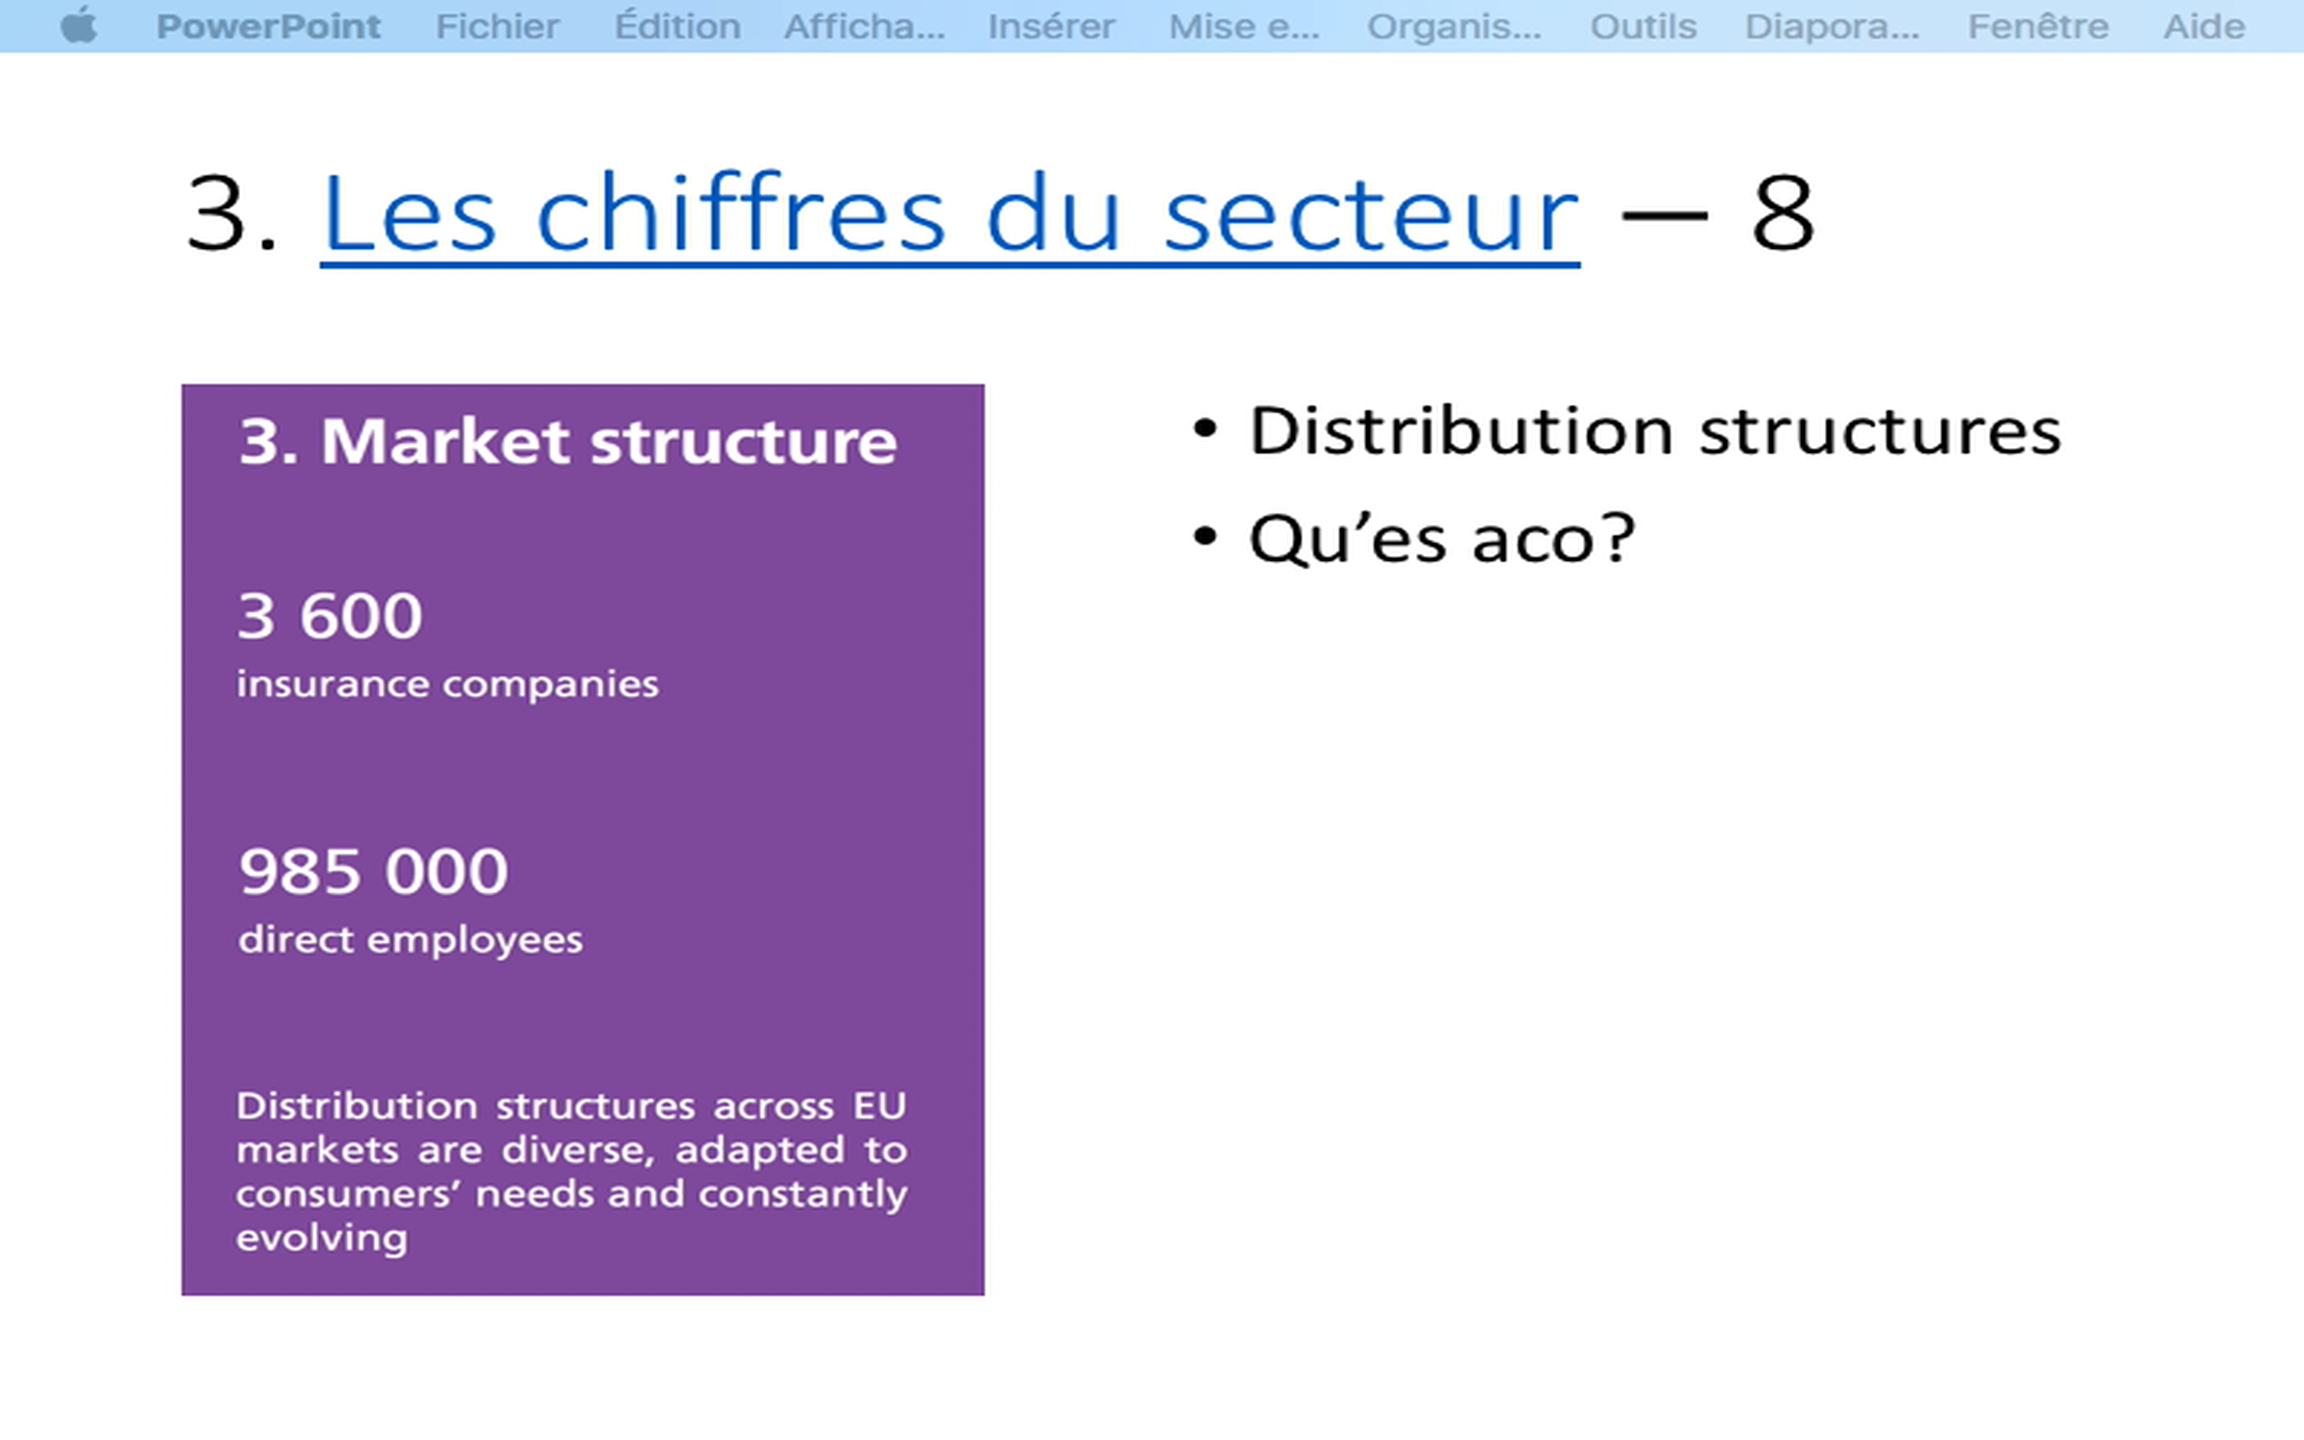 PowerPoint Fichier Édition Afficha... Insérer Mise e... Organis... Outils Diapora... Fenêtre Aide
3. Les chiffres du secteur – 8
3. Market structure
3 600
insurance companies
985 000
direct employees
Distribution structures across EU
markets are diverse, adapted to
consumers’ needs and constantly
evolving
• Distribution structures
• Qu’es aco?